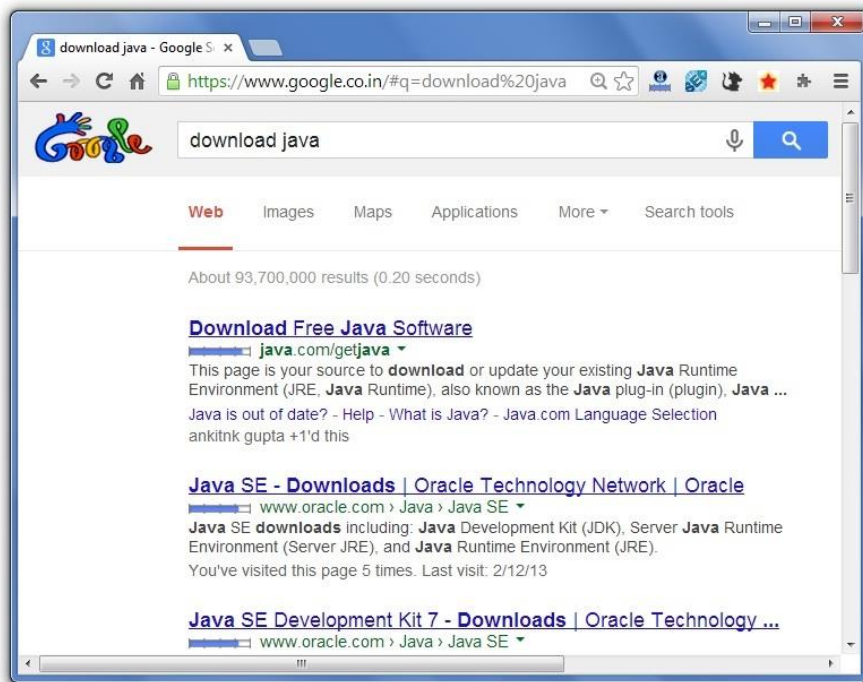 download java - Google S
https://www.google.co.in/#q=download%20java
Google
download java
Web Images Maps Applications More Search tools
About 93,700,000 results (0.20 seconds)
Download Free Java Software
java.com/getjava
This page is your source to download or update your existing Java Runtime
Environment (JRE, Java Runtime), also known as the Java plug-in (plugin), Java ...
Java is out of date? - Help - What is Java? - Java.com Language Selection
ankitnk gupta +1'd this
Java SE - Downloads | Oracle Technology Network | Oracle
www.oracle.com › Java › Java SE
Java SE downloads including: Java Development Kit (JDK), Server Java Runtime
Environment (Server JRE), and Java Runtime Environment (JRE).
You've visited this page 5 times. Last visit: 2/12/13
Java SE Development Kit 7 - Downloads | Oracle Technology ...
www.oracle.com › Java › Java SE